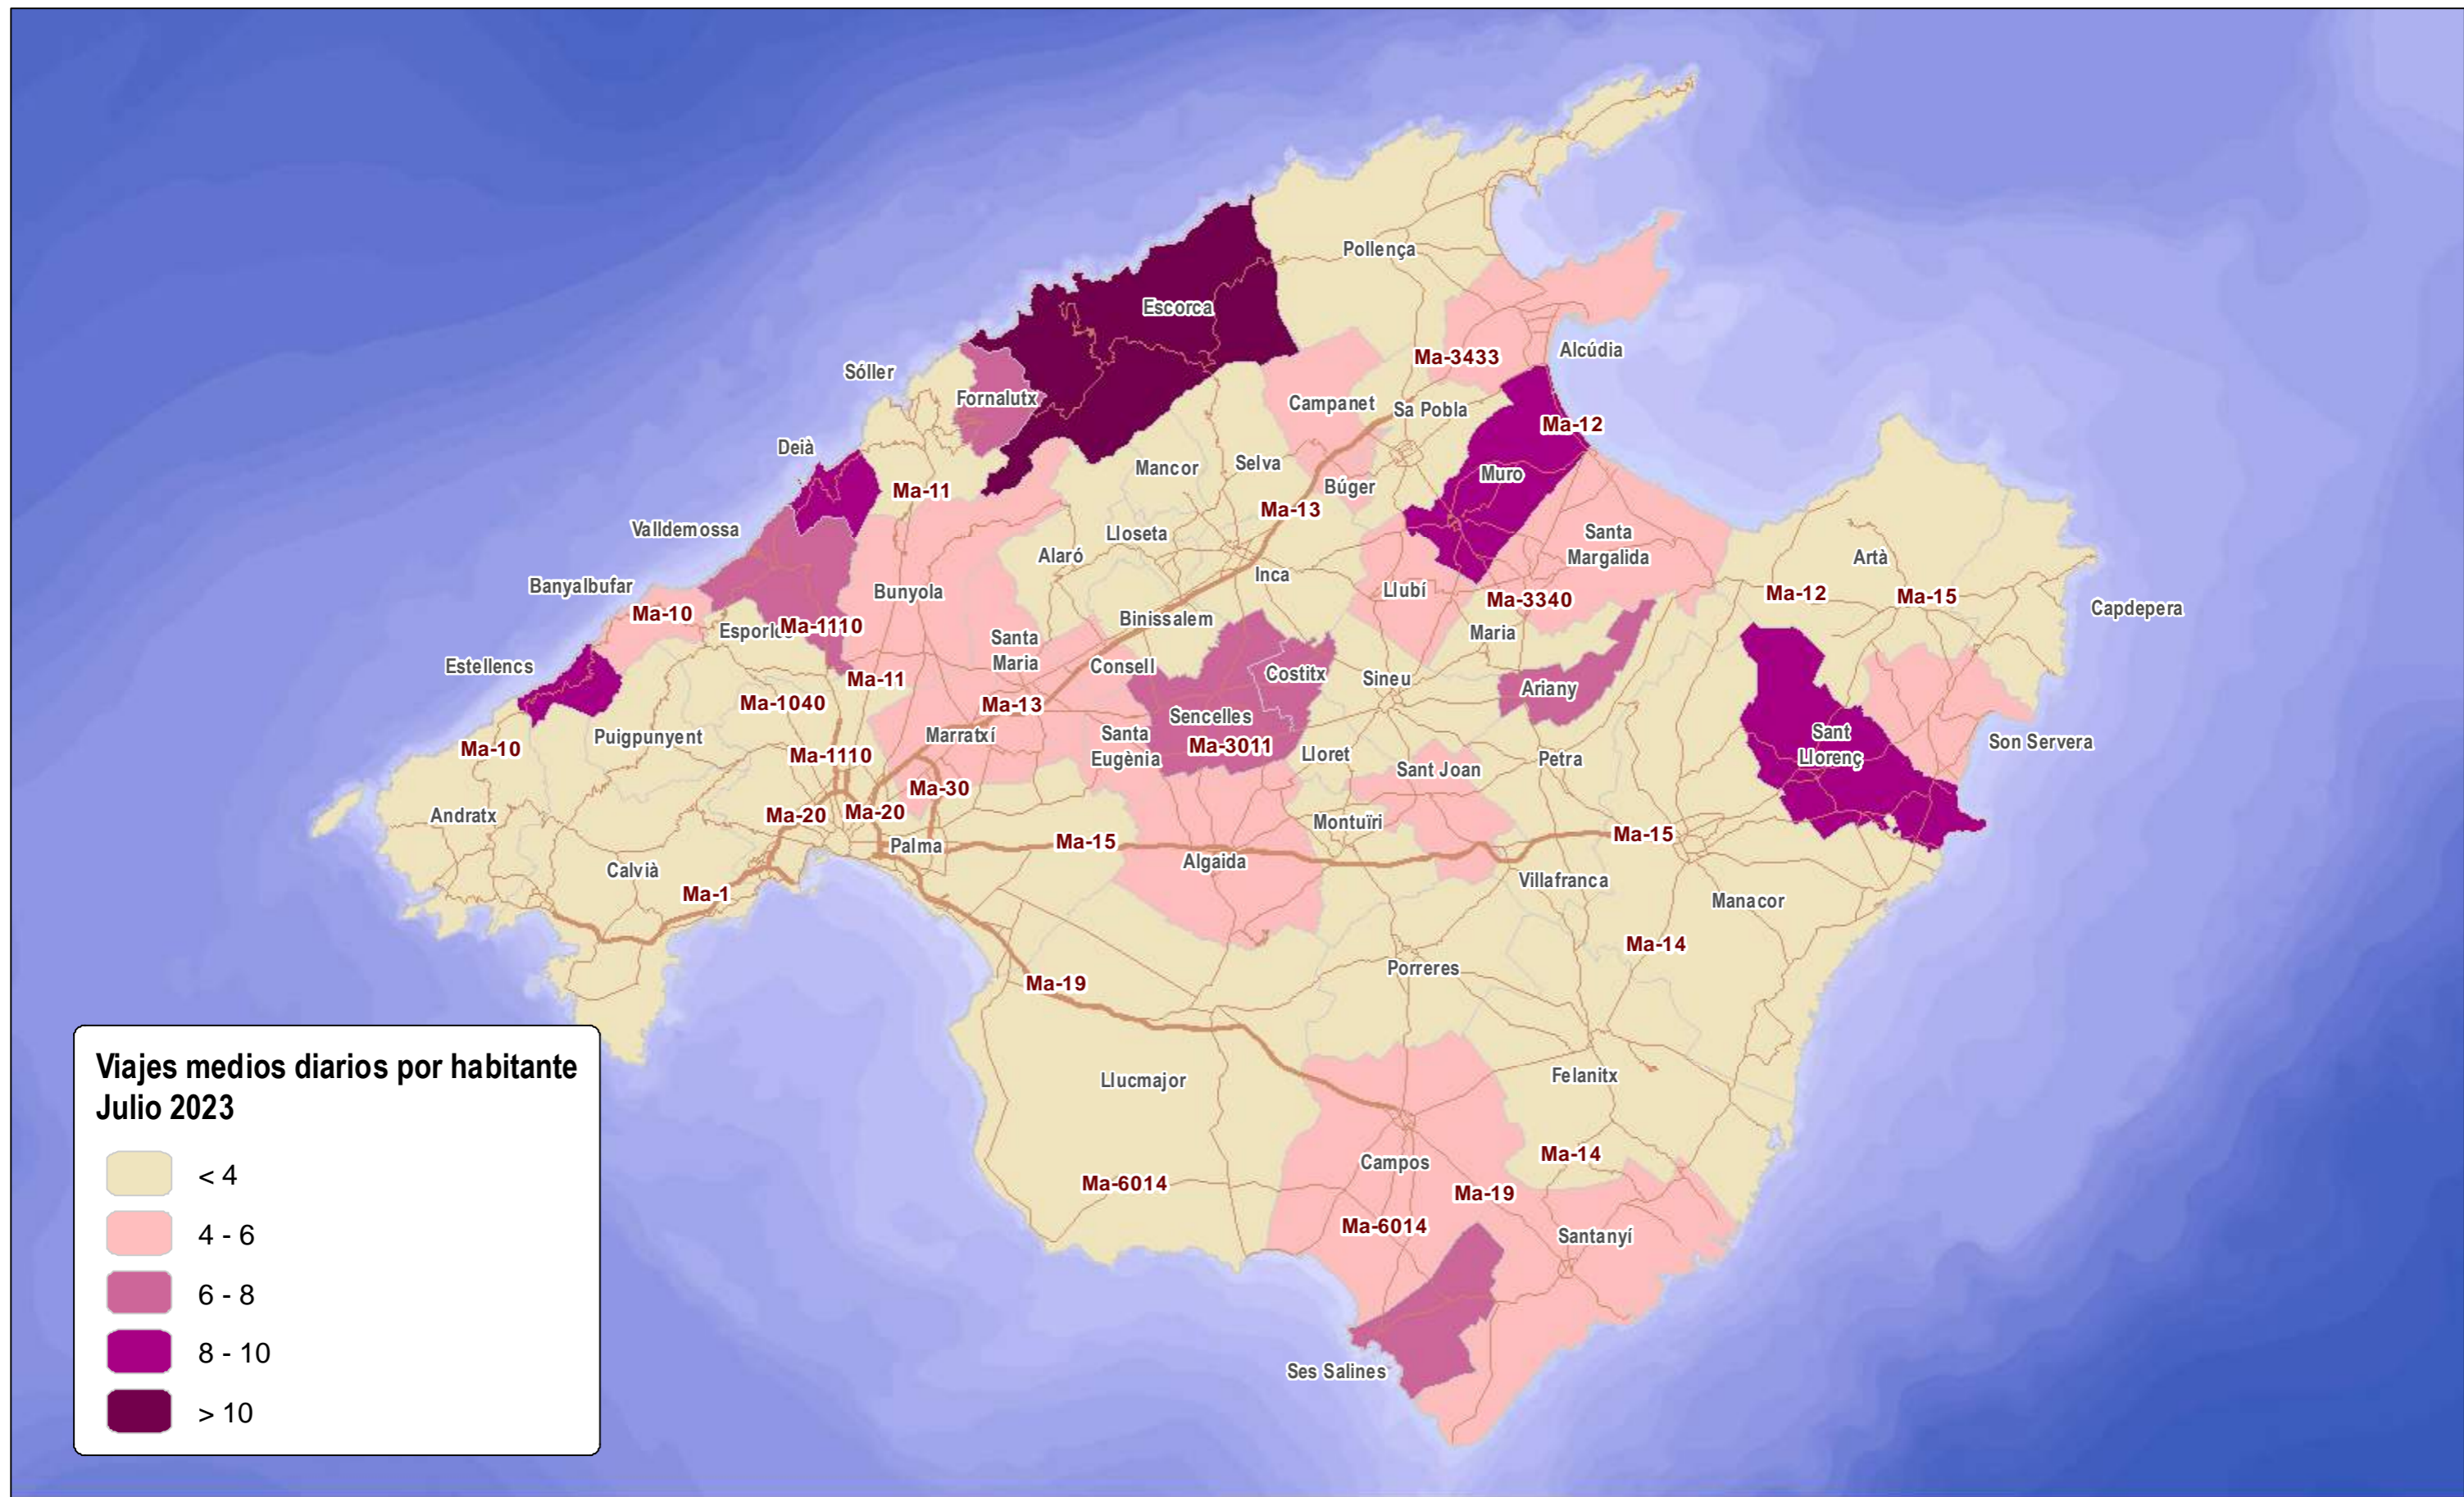 Pollença
Escorca
Alcúdia
Ma-3433
Sóller
Fornalutx
Campanet
Sa Pobla
Ma-12
Deià
Mancor
Selva
Muro
Búger
Ma-11
Ma-13
Valldemossa
Lloseta
Santa
Margalida
Alaró
Artà
Inca
Banyalbufar
Bunyola
Llubí
Ma-3340
Ma-12
Ma-15
Capdepera
Ma-10
Esporles
Ma-1110
Binissalem
Maria
Santa
Maria
Estellencs
Consell
Costitx
Sineu
Ariany
Ma-11
Ma-1040
Ma-13
Sencelles
Ma-3011
Ma-10
Puigpunyent
Marratxí
Santa
Eugènia
Sant
Llorenç
Son Servera
Ma-1110
Lloret
Sant Joan
Petra
Ma-30
Andratx
Ma-20
Ma-20
Montuïri
Palma
Ma-15
Ma-15
Algaida
Calvià
Ma-1
Villafranca
Manacor
Ma-14
Porreres
Ma-19
Llucmajor
Felanitx
Ma-14
Campos
Ma-6014
Ma-19
Ma-6014
Santanyí
Ses Salines
Viajes medios diarios por habitante
Julio 2023
< 4
4 - 6
6 - 8
8 - 10
> 10